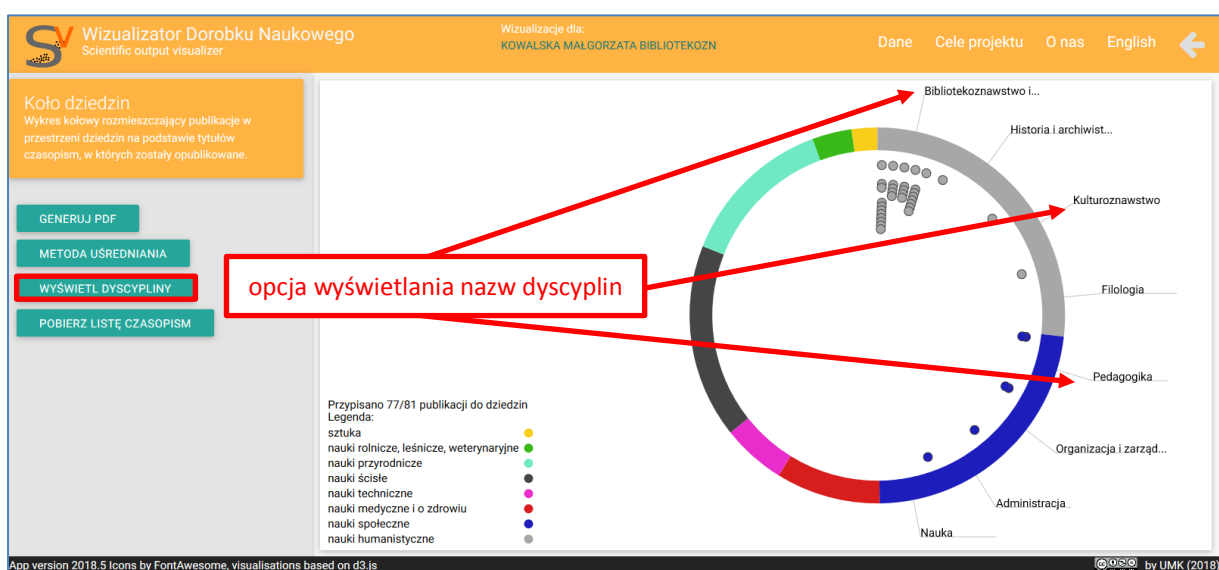 Wizualizator Dorobku Naukowego
Scientific output visualizer
Wizualizacje dla:
KOWALSKA MAŁGORZATA BIBLIOTEKOZN
Dane Cele projektu O nas English
Koło dziedzin
Wykres kołowy rozmieszczający publikacje w
przestrzeni dziedzin na podstawie tytułów
czasopism, w których zostały opublikowane.
GENERUJ PDF
METODA UŚREDNIANIA
WYŚWIETL DYSCYPLINY
POBIERZ LISTĘ CZASOPISM
opcja wyświetlania nazw dyscyplin
Bibliotekoznawstwo i...
Historia i archiwist...
Kulturoznawstwo
Filologia
Pedagogika
Organizacja i zarząd...
Administracja
Nauka
Przypisano 77/81 publikacji do dziedzin
Legenda:
sztuka
nauki rolnicze, leśnicze, weterynaryjne
nauki przyrodnicze
nauki ścisłe
nauki techniczne
nauki medyczne i o zdrowiu
nauki społeczne
nauki humanistyczne
App version 2018.5 Icons by FontAwesome, visualisations based on d3.js
by UMK (2018)